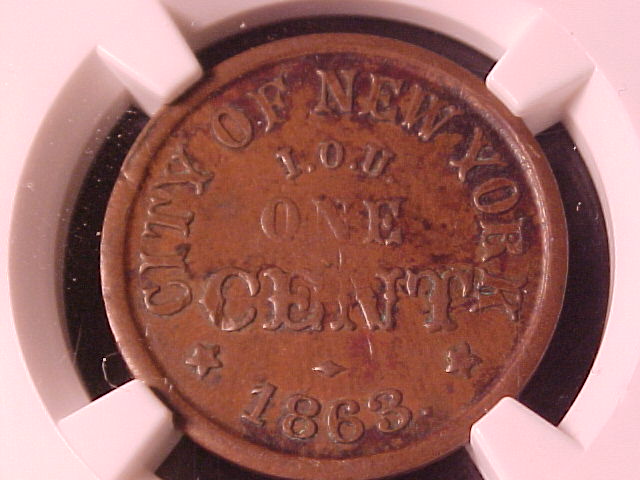 CITY OF NEW YORK
I.O.U.
ONE
CENT
1863.